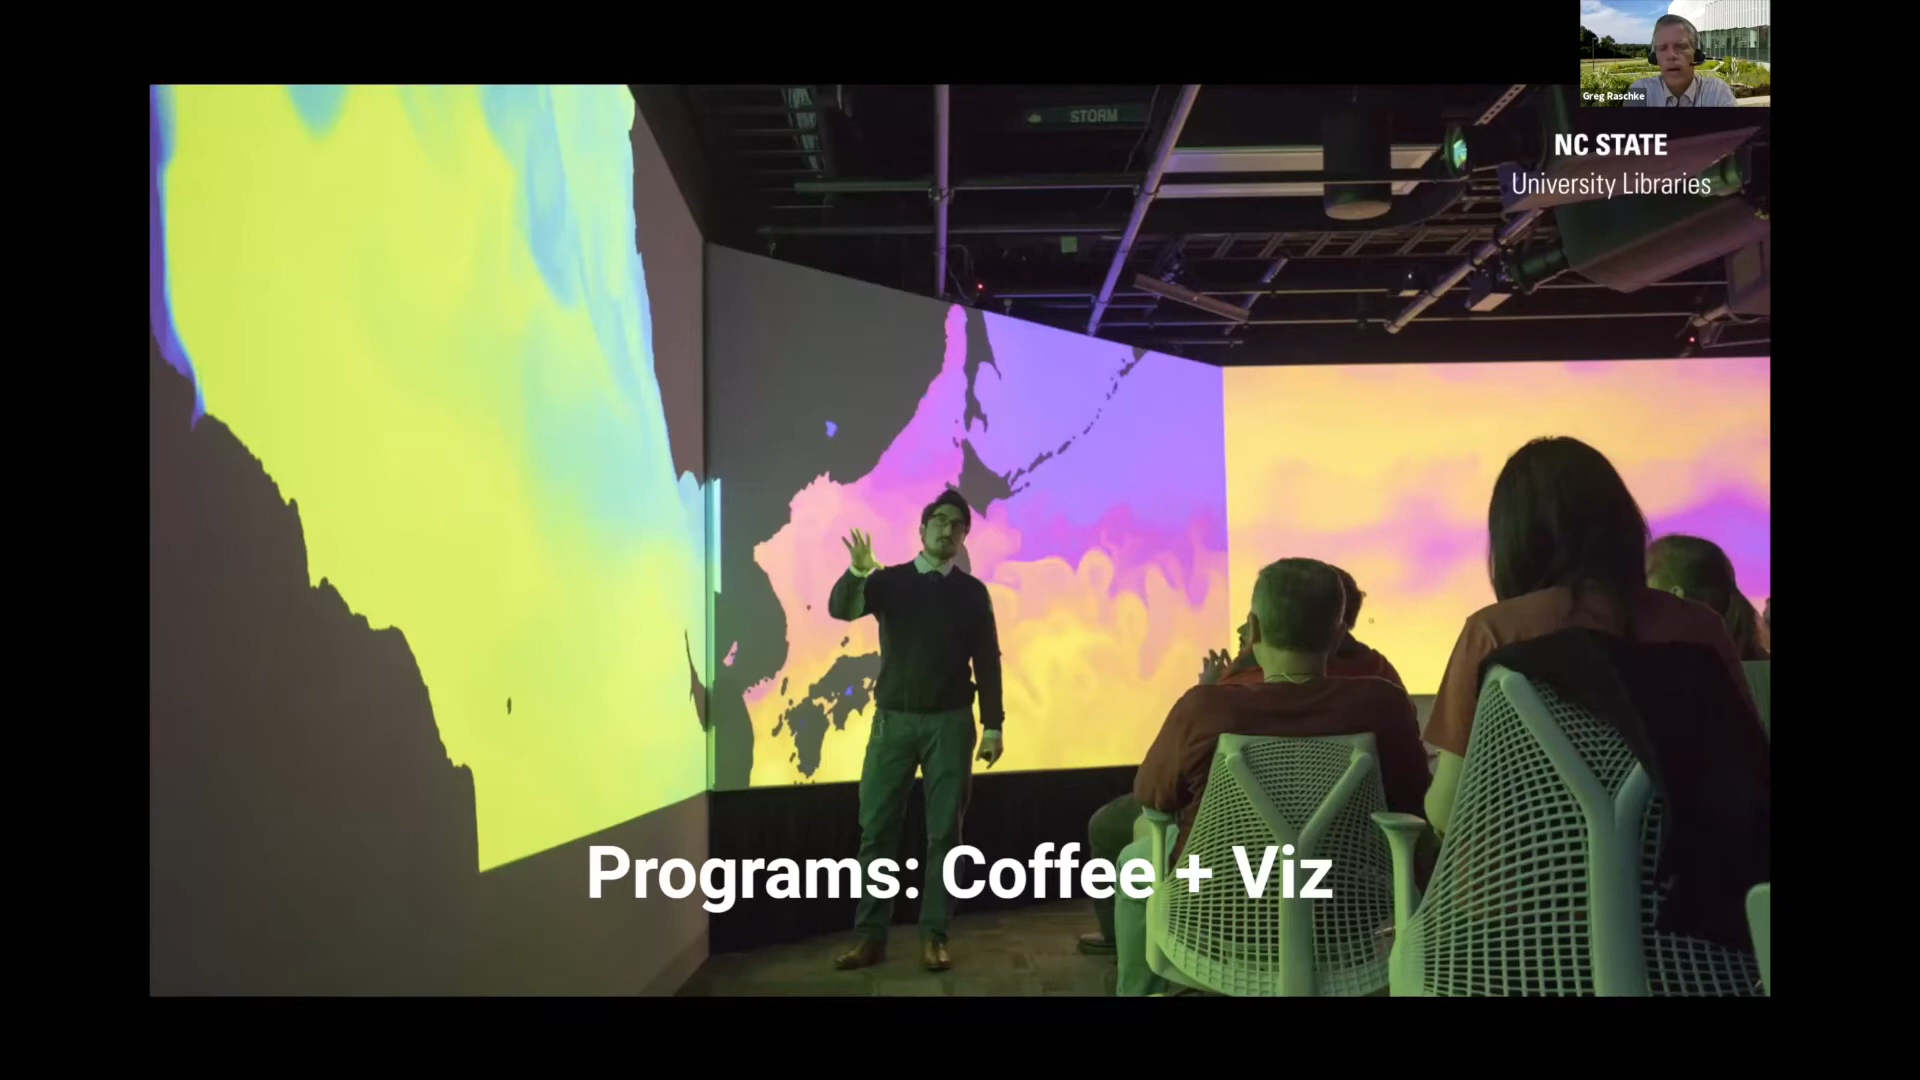 Greg Raschke
STORM
NC STATE
University Libraries
Programs: Coffee + Viz